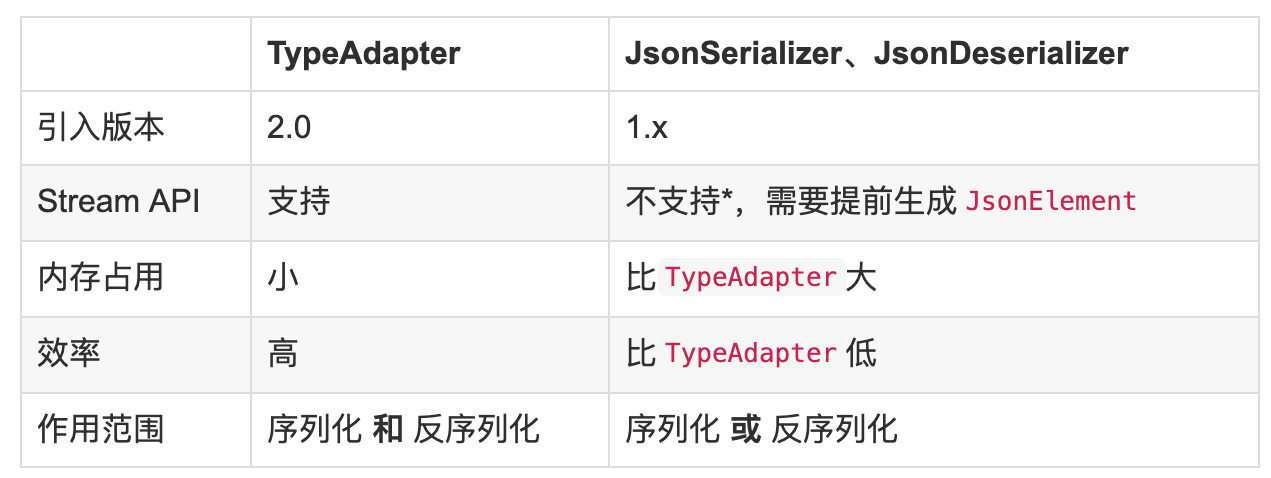 TypeAdapter JsonSerializer、JsonDeserializer
引入版本 2.0 1.x
Stream API 支持 不支持*，需要提前生成 JsonElement
内存占用 小 比 TypeAdapter 大
效率 高 比 TypeAdapter 低
作用范围 序列化 和 反序列化 序列化 或 反序列化